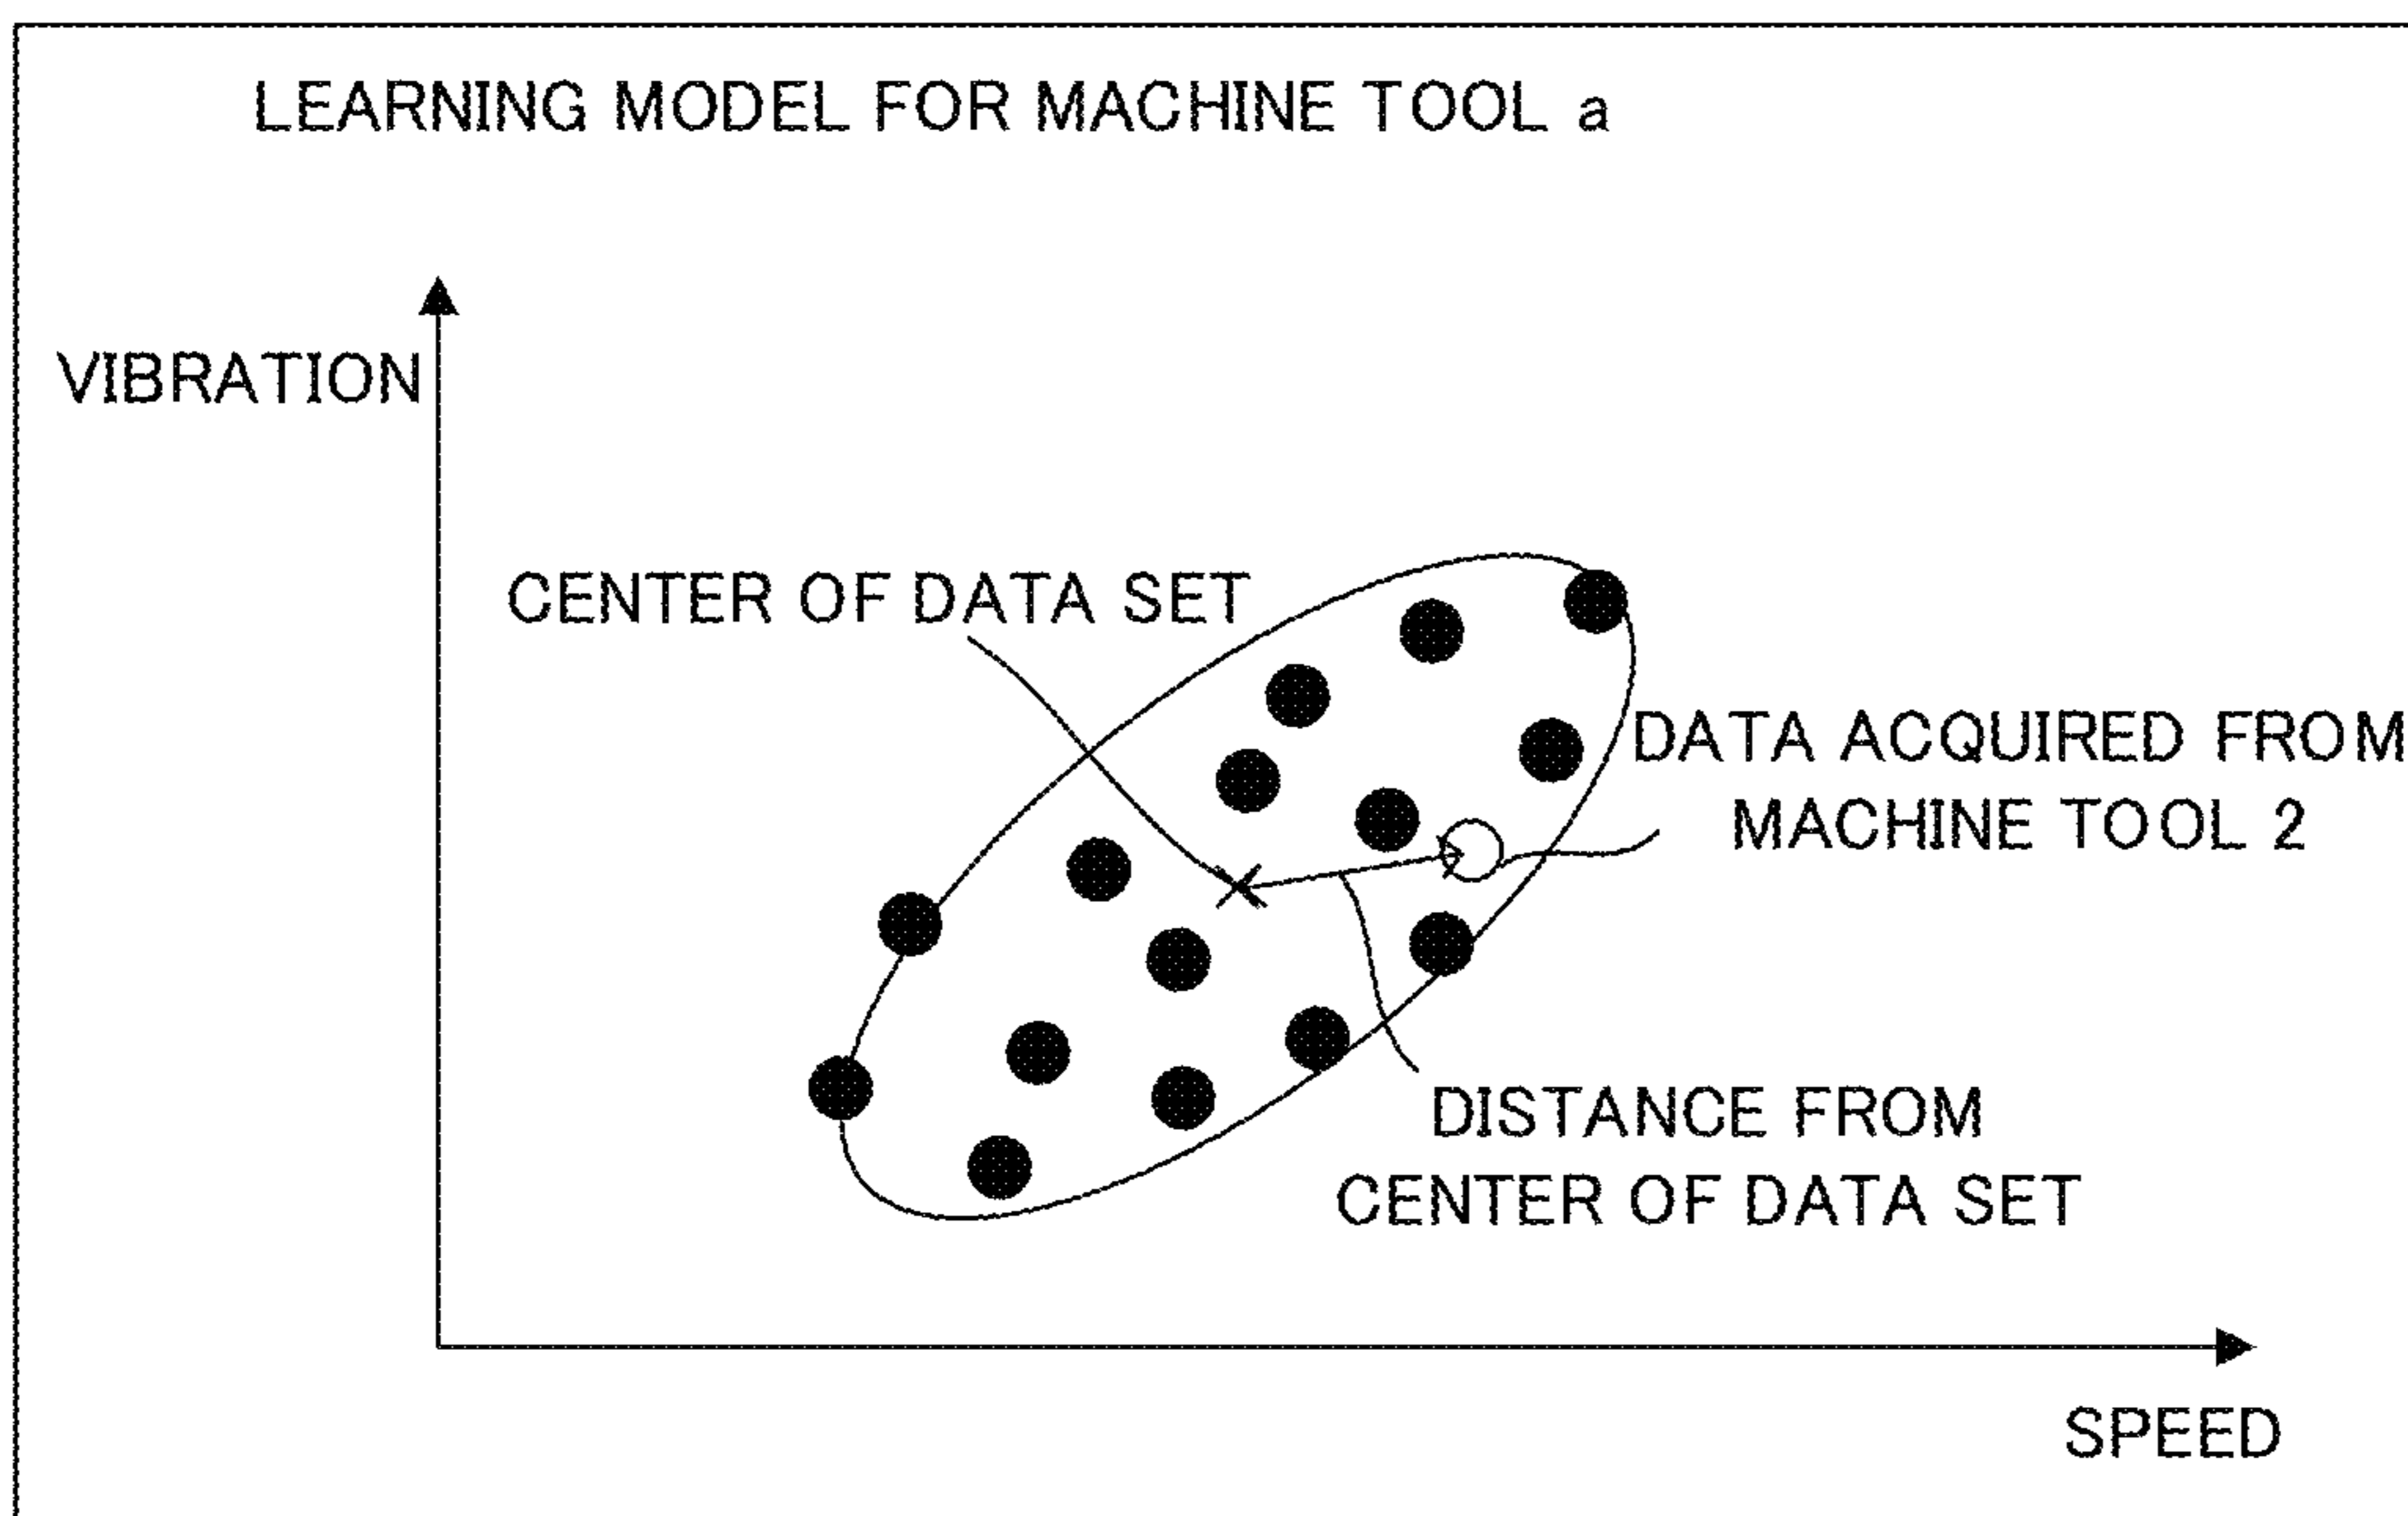 LEARNING MODEL FOR MACHINE TOOL a
VIBRATION
CENTER OF DATA SET
DATA ACQUIRED FROM
MACHINE TOOL 2
DISTANCE FROM
CENTER OF DATA SET
SPEED